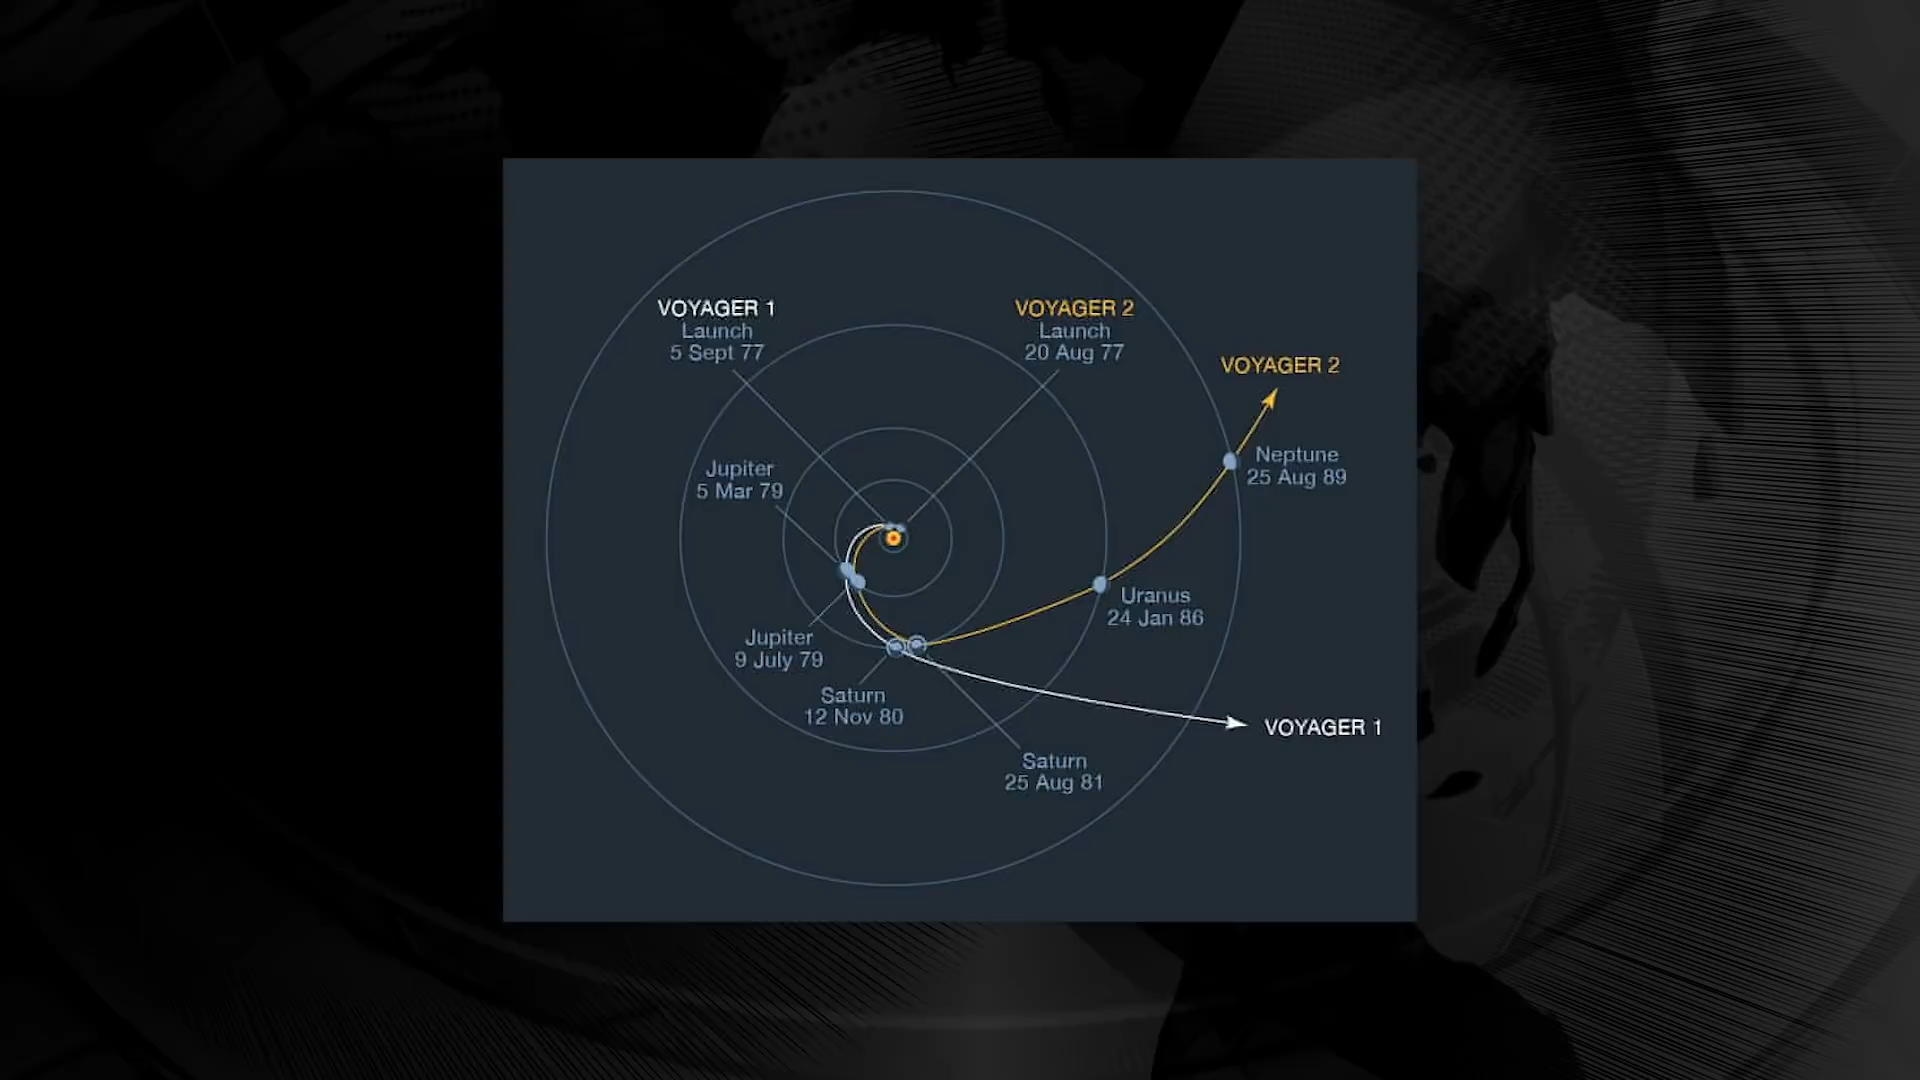 VOYAGER 1
Launch
5 Sept 77
VOYAGER 2
Launch
20 Aug 77
VOYAGER 2
Neptune
25 Aug 89
Jupiter
5 Mar 79
Uranus
24 Jan 86
Jupiter
9 July 79
Saturn
12 Nov 80
VOYAGER 1
Saturn
25 Aug 81